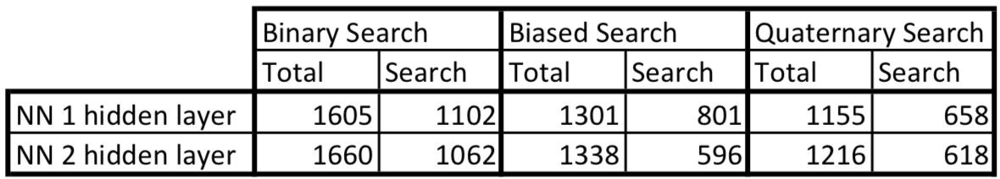 Binary Search Biased Search Quaternary Search
Total Search Total Search Total Search
NN 1 hidden layer 1605 1102 1301 801 1155 658
NN 2 hidden layer 1660 1062 1338 596 1216 618